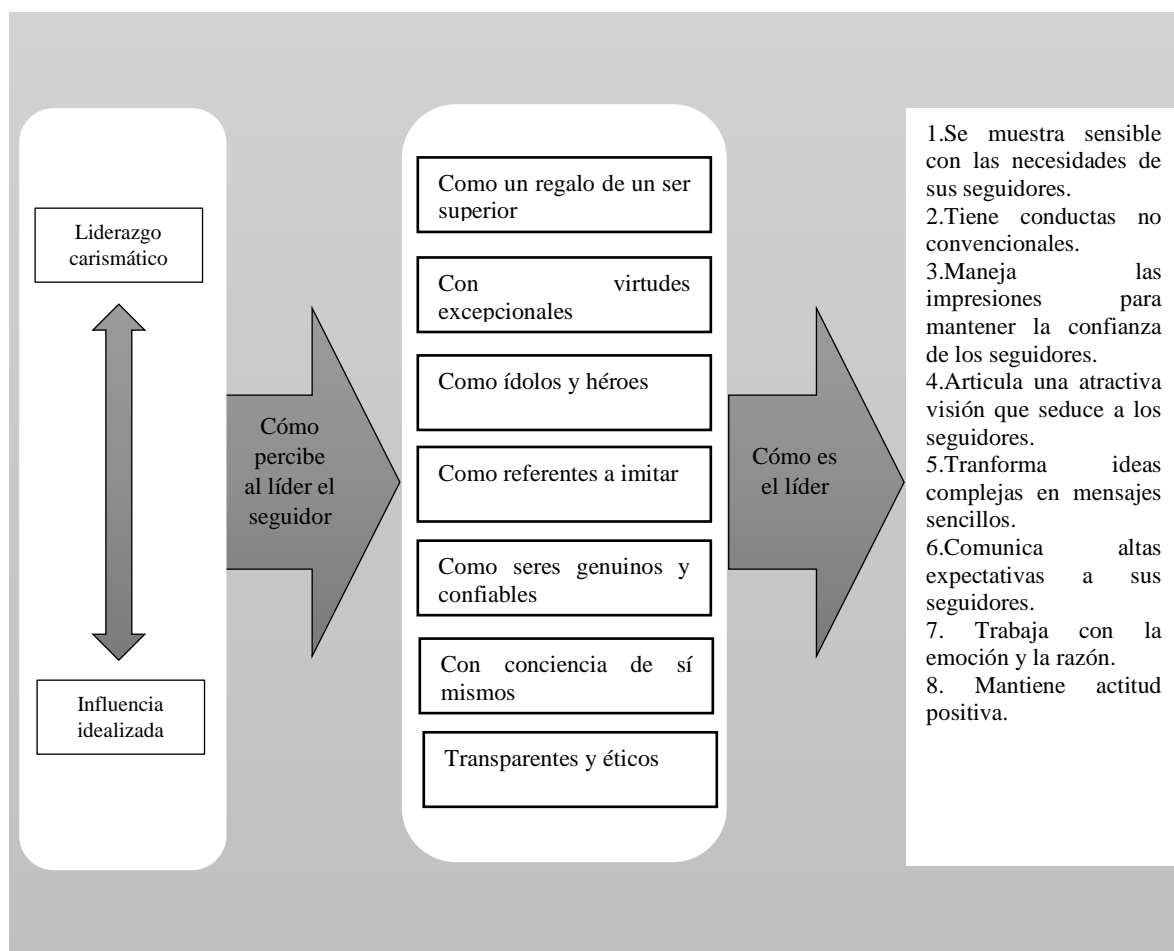 Liderazgo
carismático
Influencia
idealizada
Cómo
percibe
al líder el
seguidor
Como un regalo de un ser
superior
Con virtudes
excepcionales
Como ídolos y héroes
Como referentes a imitar
Como seres genuinos y
confiables
Con conciencia de sí
mismos
Transparentes y éticos
Cómo es
el líder
1.Se muestra sensible
con las necesidades de
sus seguidores.
2.Tiene conductas no
convencionales.
3.Maneja las
impresiones para
mantener la confianza
de los seguidores.
4.Articula una atractiva
visión que seduce a los
seguidores.
5.Tranforma ideas
complejas en mensajes
sencillos.
6.Comunica altas
expectativas a sus
seguidores.
7. Trabaja con la
emoción y la razón.
8. Mantiene actitud
positiva.